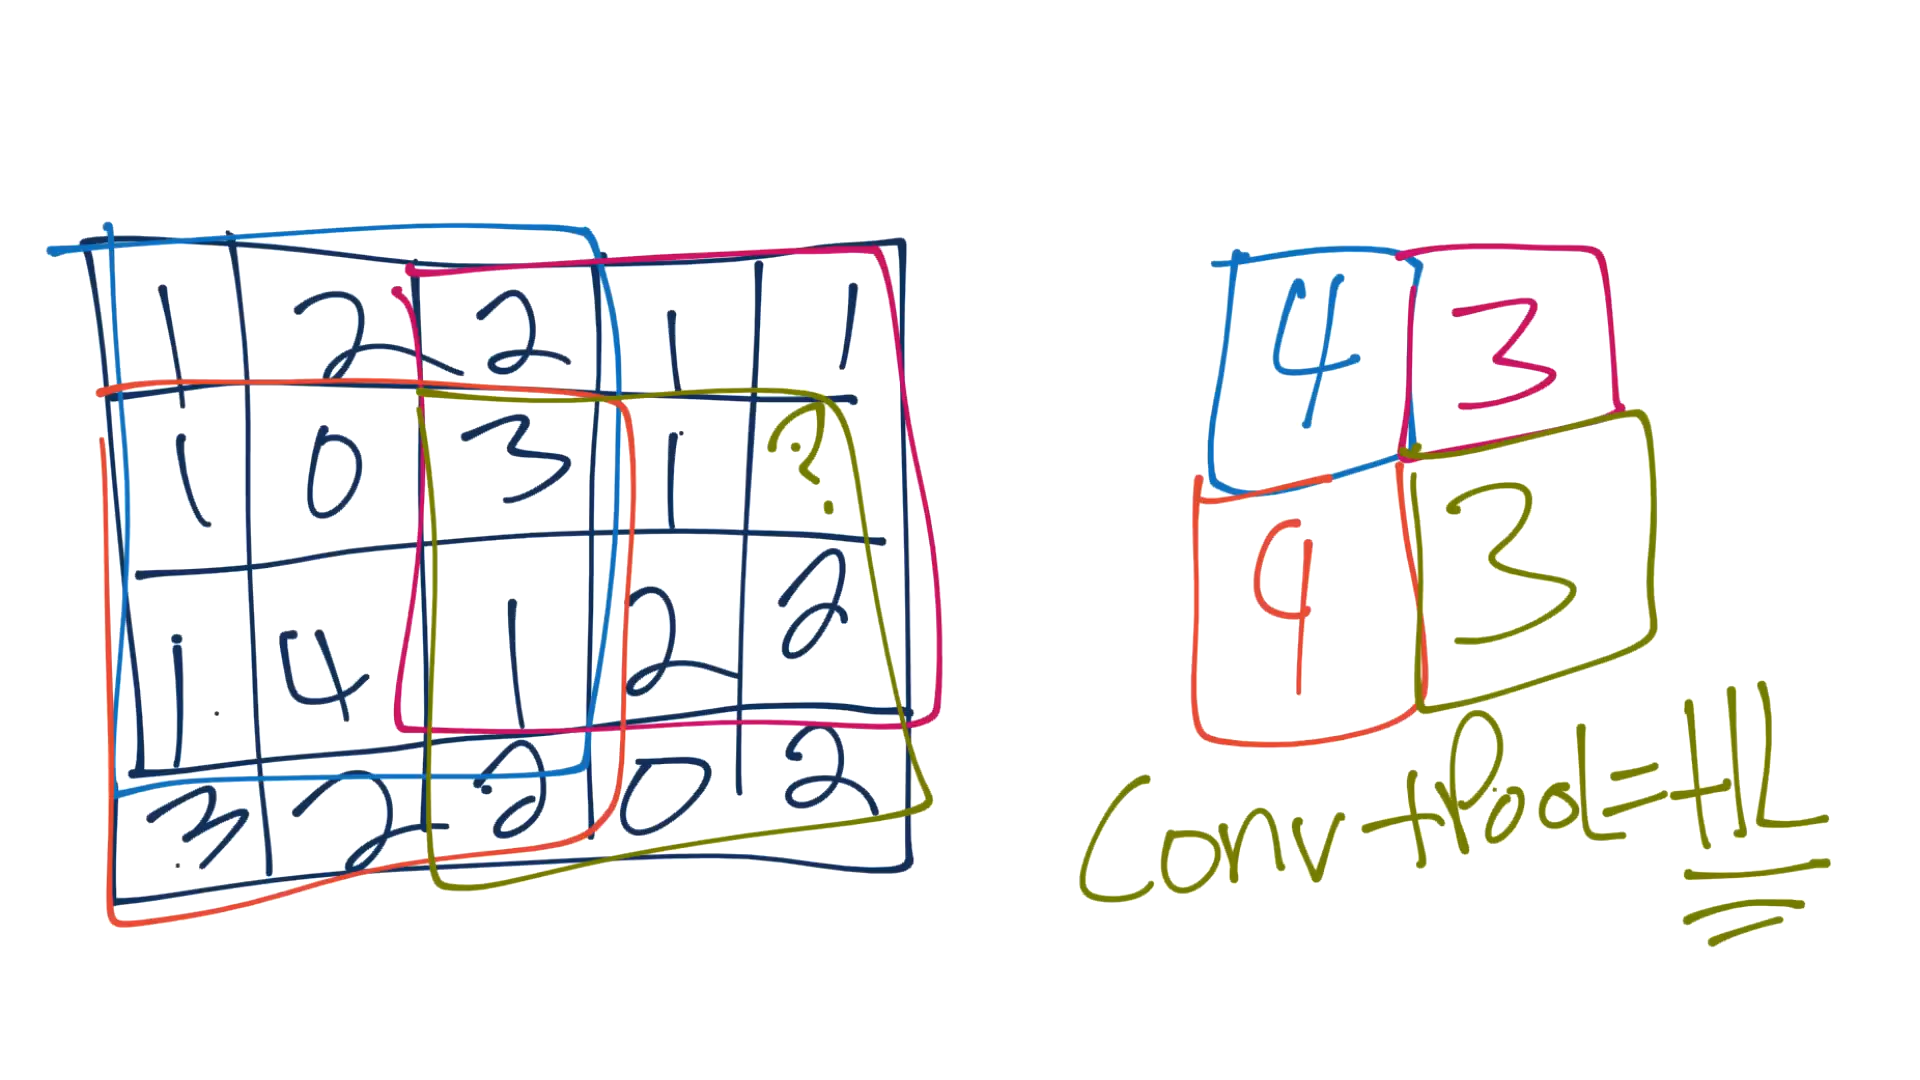 1 2 2 1 1
1 0 3 1 ?
1 4 1 2 2
3 2 2 0 2
4 3
4 3
Conv+Pool=HL